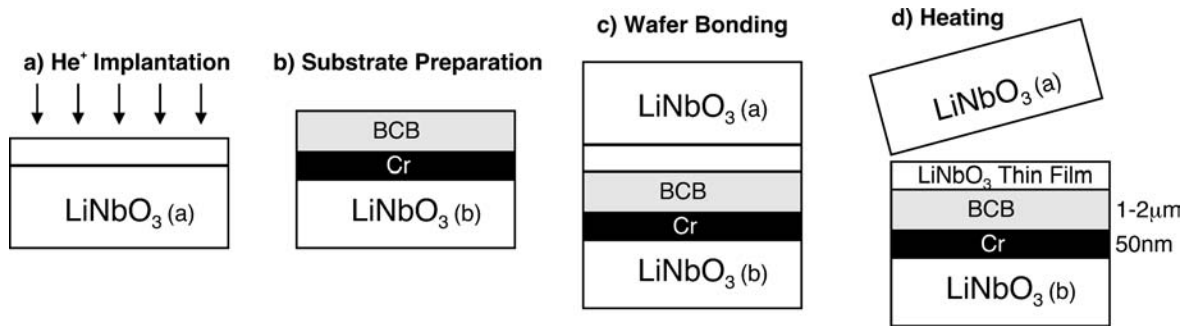 a) He⁺ Implantation
LiNbO₃ (a)
b) Substrate Preparation
BCB
Cr
LiNbO₃ (b)
c) Wafer Bonding
LiNbO₃ (a)
BCB
Cr
LiNbO₃ (b)
d) Heating
LiNbO₃ (a)
LiNbO₃ Thin Film
BCB 1-2μm
Cr 50nm
LiNbO₃ (b)